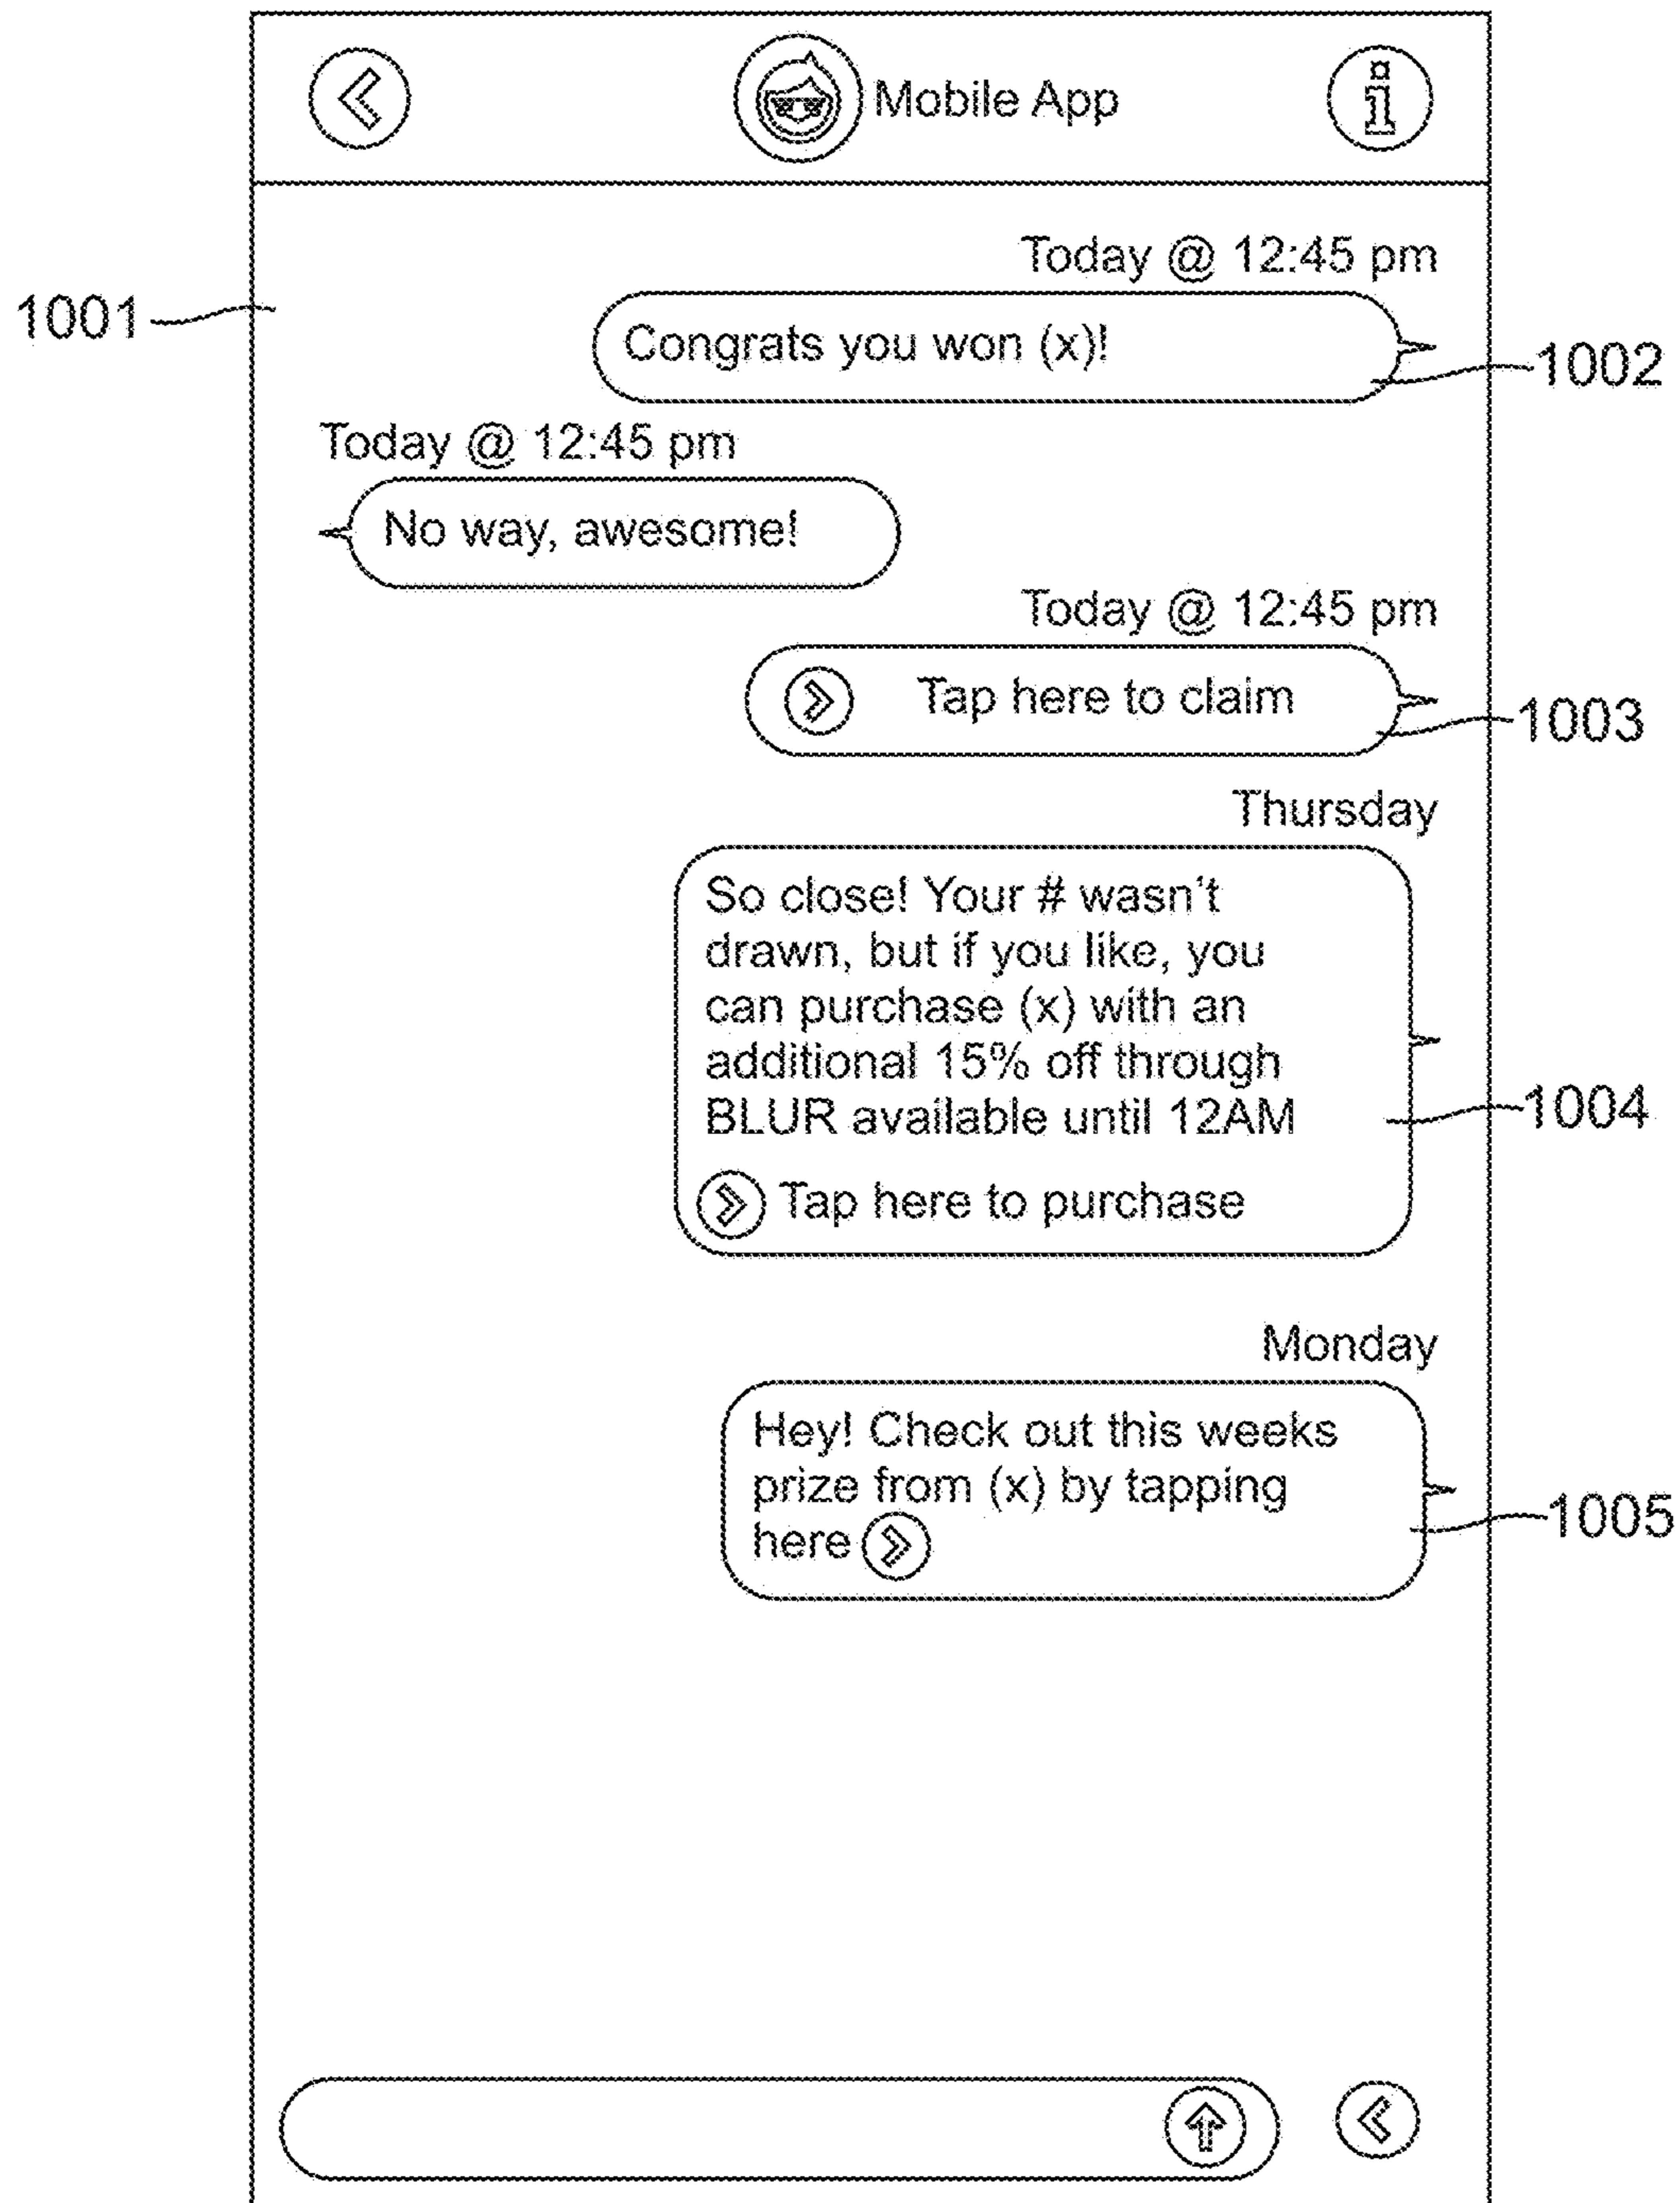 Mobile App
Today @ 12:45 pm
1001
Congrats you won (x)!
1002
Today @ 12:45 pm
No way, awesome!
Today @ 12:45 pm
Tap here to claim
1003
Thursday
So close! Your # wasn't
drawn, but if you like, you
can purchase (x) with an
additional 15% off through
BLUR available until 12AM
1004
Tap here to purchase
Monday
Hey! Check out this weeks
prize from (x) by tapping
here
1005